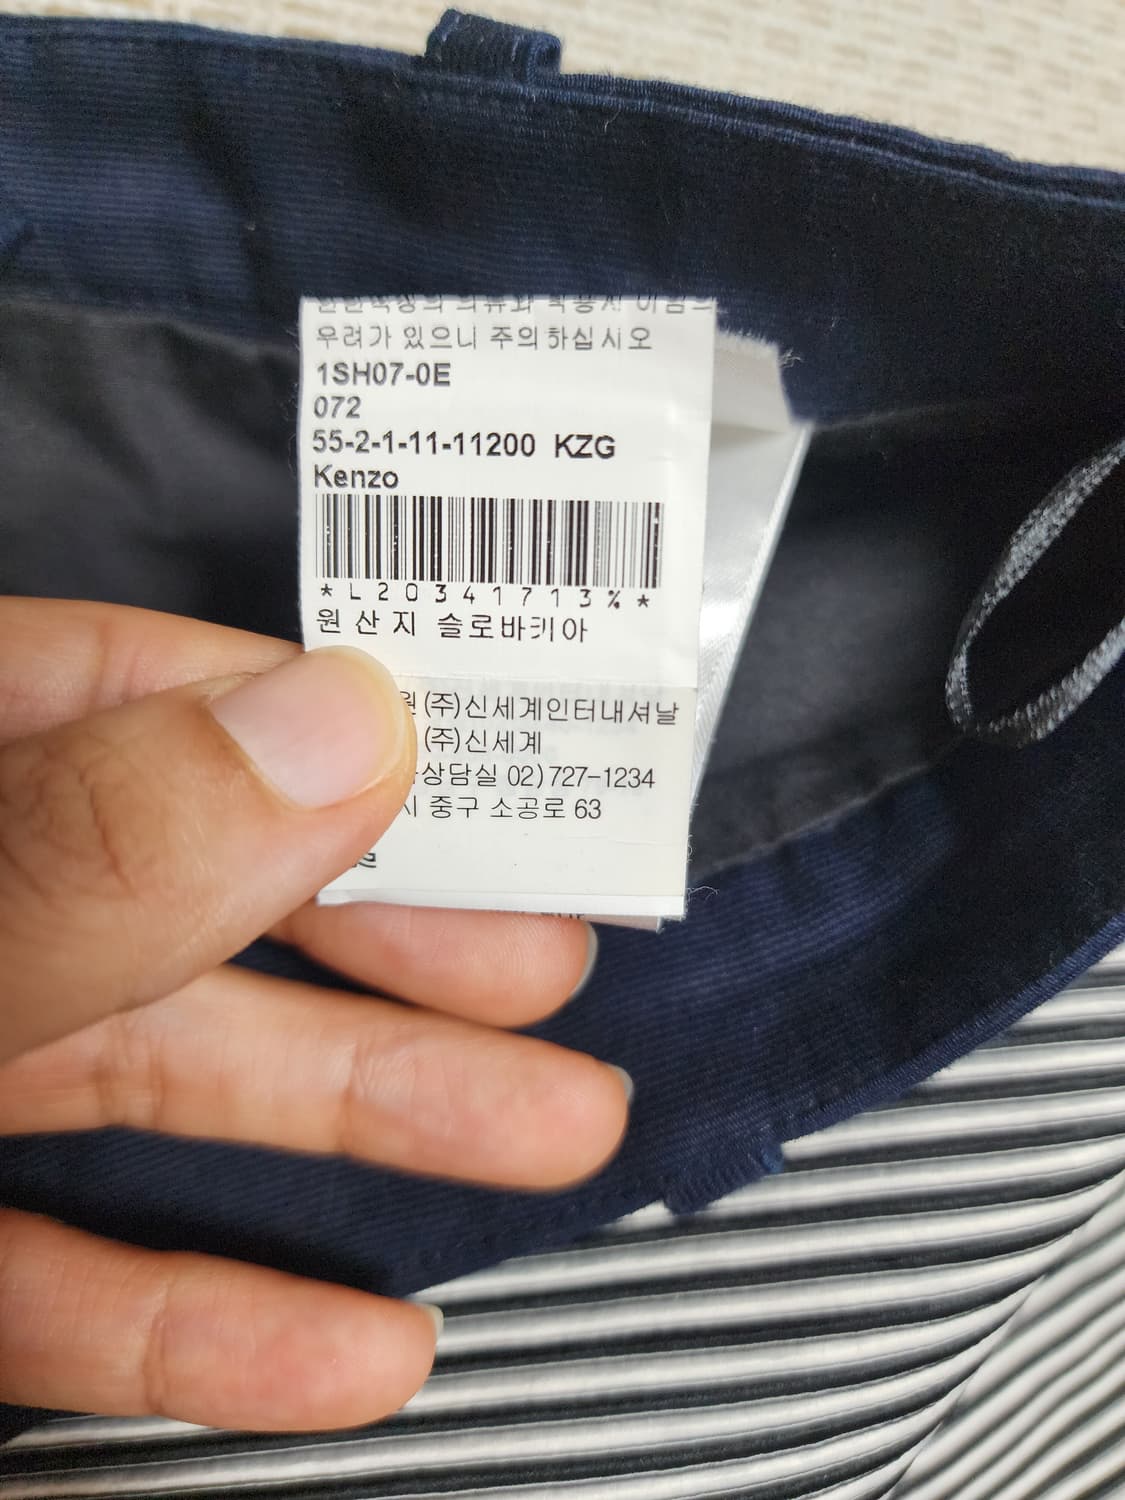 우려가 있으니 주의하십시오
1SH07-0E
072
55-2-1-11-11200 KZG
Kenzo
*L20341713%*
원산지 슬로바키아
(주)신세계인터내셔날
(주)신세계
상담실 02)727-1234
중구 소공로 63